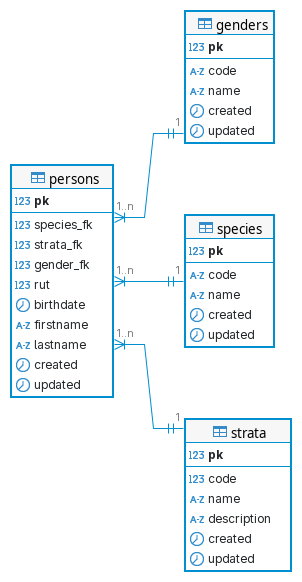 genders
123 pk
A-Z code
A-Z name
created
updated
1
persons
123 pk
123 species_fk
123 strata_fk
123 gender_fk
123 rut
birthdate
A-Z firstname
A-Z lastname
created
updated
1..n
1..n
1..n
species
123 pk
A-Z code
A-Z name
created
updated
1
strata
123 pk
123 code
A-Z name
A-Z description
created
updated
1